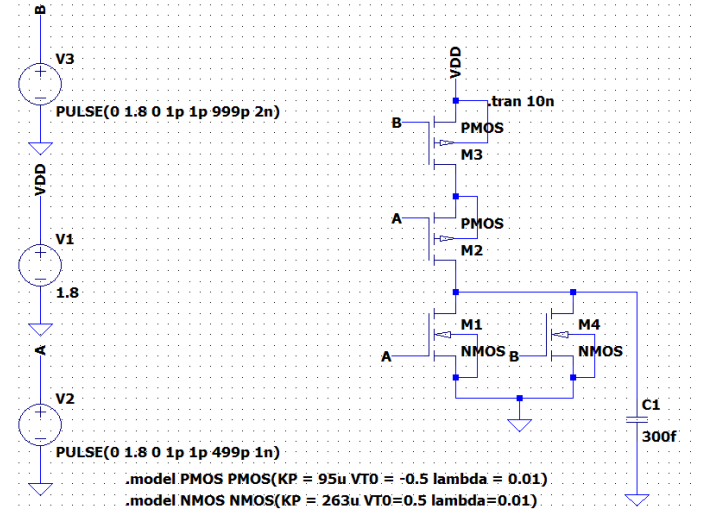 B
V3
PULSE(0 1.8 0 1p 1p 999p 2n)
VDD
V1
1.8
A
V2
PULSE(0 1.8 0 1p 1p 499p 1n)
VDD
.tran 10n
B
PMOS
M3
A
PMOS
M2
M1
NMOS
A
M4
NMOS
B
C1
300f
.model PMOS PMOS(KP = 95u VT0 = -0.5 lambda = 0.01)
.model NMOS NMOS(KP = 263u VT0=0.5 lambda=0.01)